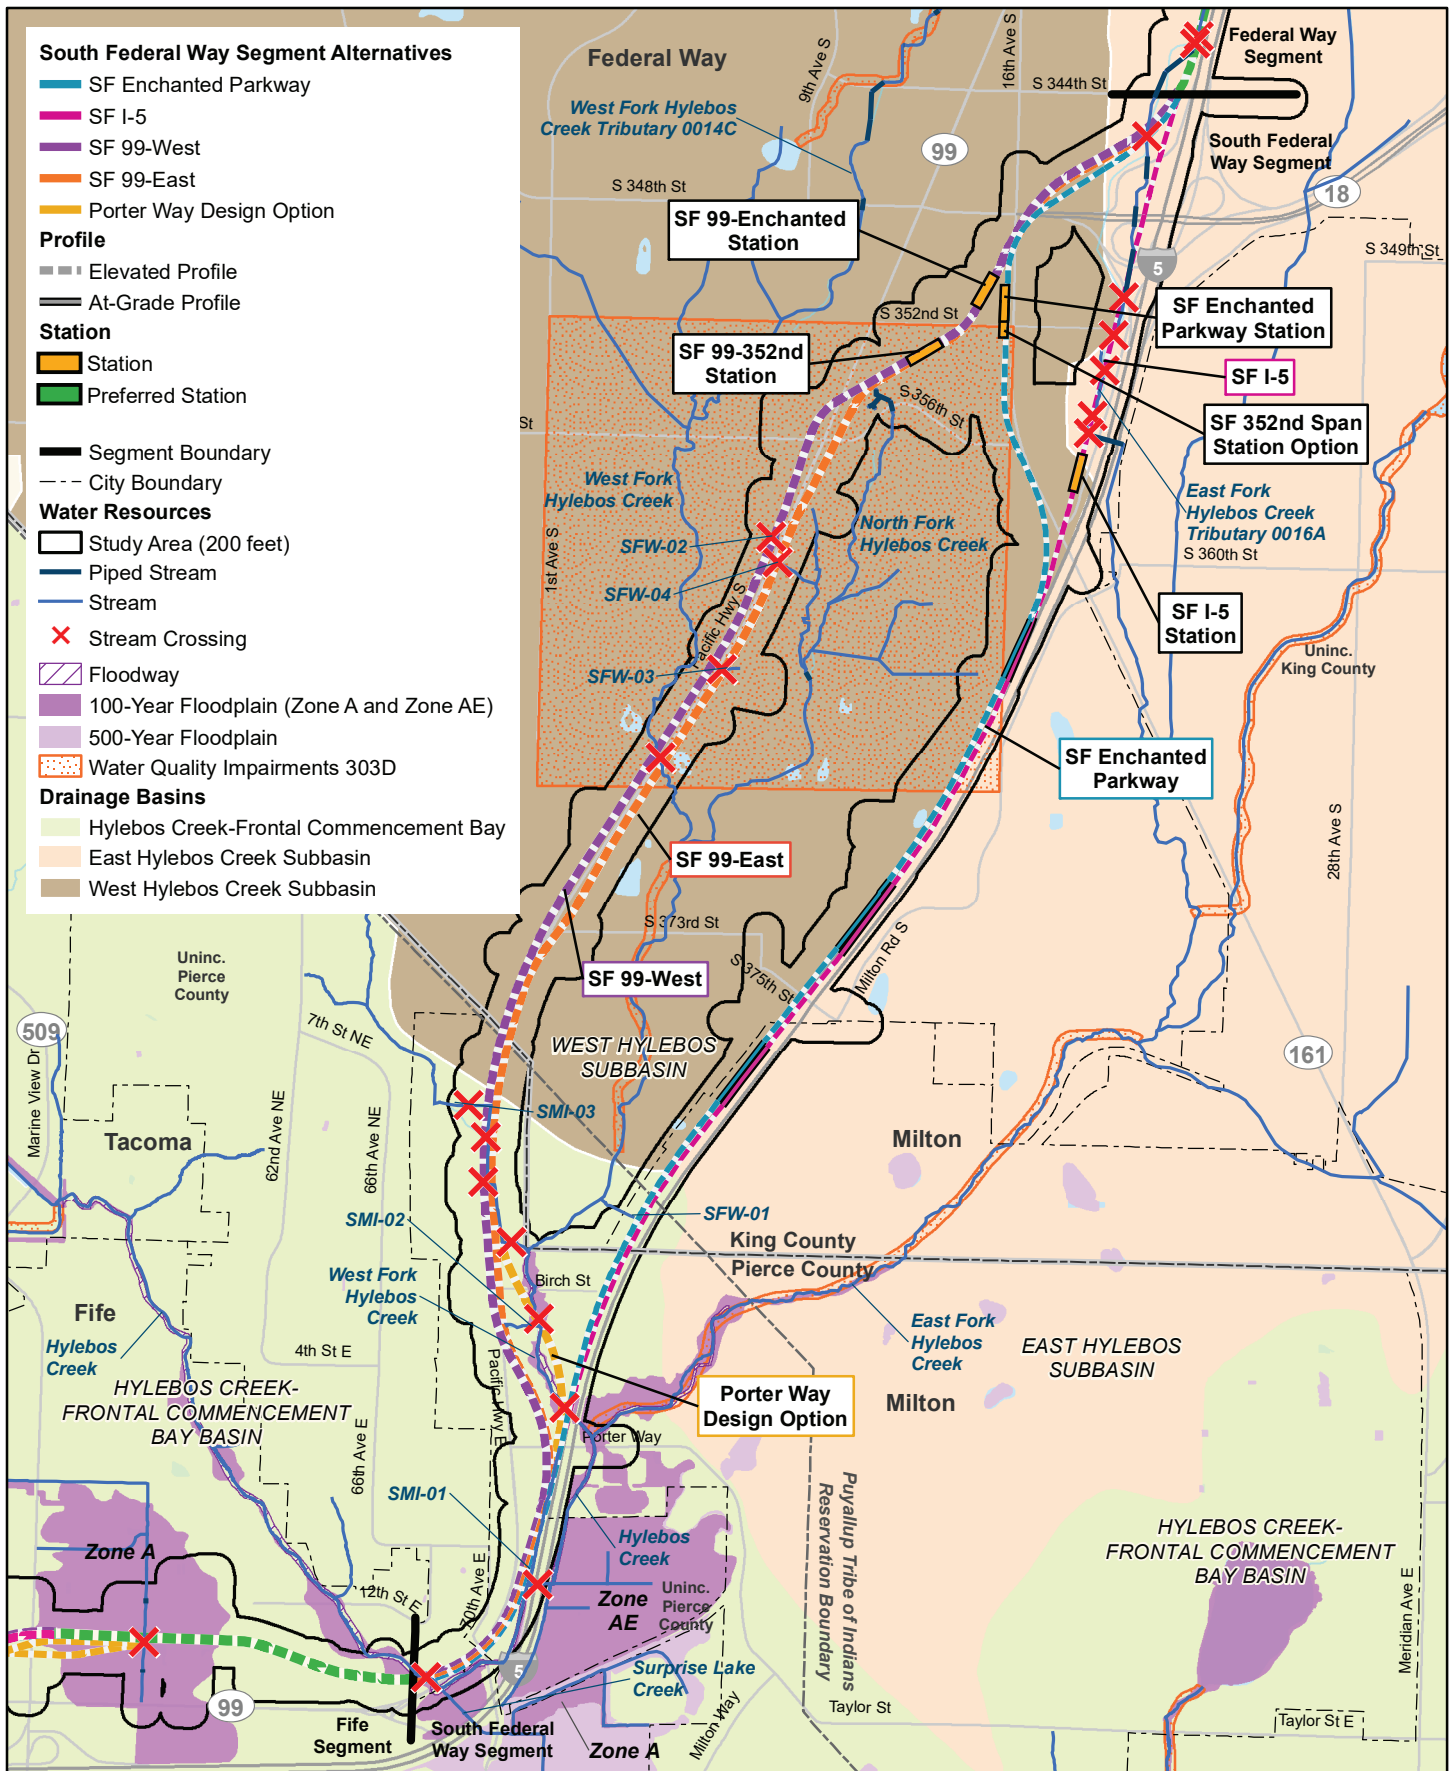 South Federal Way Segment Alternatives
SF Enchanted Parkway
SF I-5
SF 99-West
SF 99-East
Porter Way Design Option
Profile
Elevated Profile
At-Grade Profile
Station
Station
Preferred Station
Segment Boundary
City Boundary
Water Resources
Study Area (200 feet)
Piped Stream
Stream
Stream Crossing
Floodway
100-Year Floodplain (Zone A and Zone AE)
500-Year Floodplain
Water Quality Impairments 303D
Drainage Basins
Hylebos Creek-Frontal Commencement Bay
East Hylebos Creek Subbasin
West Hylebos Creek Subbasin
Federal Way
9th Ave S
16th Ave S
S 344th St
Federal Way
Segment
South Federal
Way Segment
West Fork Hylebos
Creek Tributary 0014C
99
18
S 348th St
S 349th St
5
SF 99-Enchanted
Station
SF Enchanted
Parkway Station
S 352nd St
SF 99-352nd
Station
SF I-5
S 356th St
SF 352nd Span
Station Option
St
West Fork
Hylebos Creek
North Fork
Hylebos Creek
East Fork
Hylebos Creek
Tributary 0016A
S 360th St
SFW-02
1st Ave S
SFW-04
Pacific Hwy S
SFW-03
SF I-5
Station
Uninc.
King County
SF Enchanted
Parkway
28th Ave S
SF 99-East
S 373rd St
SF 99-West
S 375th St
Milton Rd S
Uninc.
Pierce
County
509
Marine View Dr
7th St NE
WEST HYLEBOS
SUBBASIN
161
SMI-03
Tacoma
62nd Ave NE
66th Ave NE
Milton
SMI-02
SFW-01
King County
Pierce County
West Fork
Hylebos
Creek
Birch St
Fife
Hylebos
Creek
4th St E
East Fork
Hylebos
Creek
EAST HYLEBOS
SUBBASIN
HYLEBOS CREEK-
FRONTAL COMMENCEMENT
BAY BASIN
Pacific Hwy E
Porter Way
Design Option
Milton
Porter Way
66th Ave E
SMI-01
Puyallup Tribe of Indians
Reservation Boundary
Hylebos
Creek
HYLEBOS CREEK-
FRONTAL COMMENCEMENT
BAY BASIN
Zone A
12th St E
70th Ave E
Zone
AE
Uninc.
Pierce
County
Meridian Ave E
5
Surprise Lake
Creek
99
Fife
Segment
South Federal
Way Segment
Zone A
Milton Way
Taylor St
Taylor St E